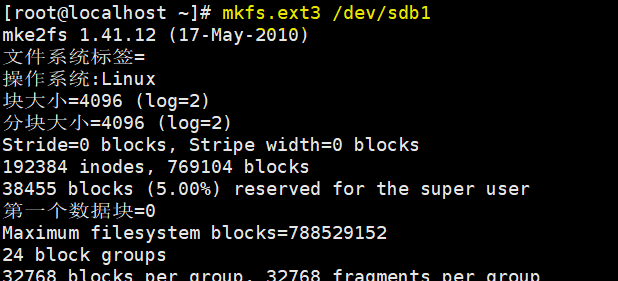 [root@localhost ~]# mkfs.ext3 /dev/sdb1
mke2fs 1.41.12 (17-May-2010)
文件系统标签=
操作系统:Linux
块大小=4096 (log=2)
分块大小=4096 (log=2)
Stride=0 blocks, Stripe width=0 blocks
192384 inodes, 769104 blocks
38455 blocks (5.00%) reserved for the super user
第一个数据块=0
Maximum filesystem blocks=788529152
24 block groups
32768 blocks per group, 32768 fragments per group